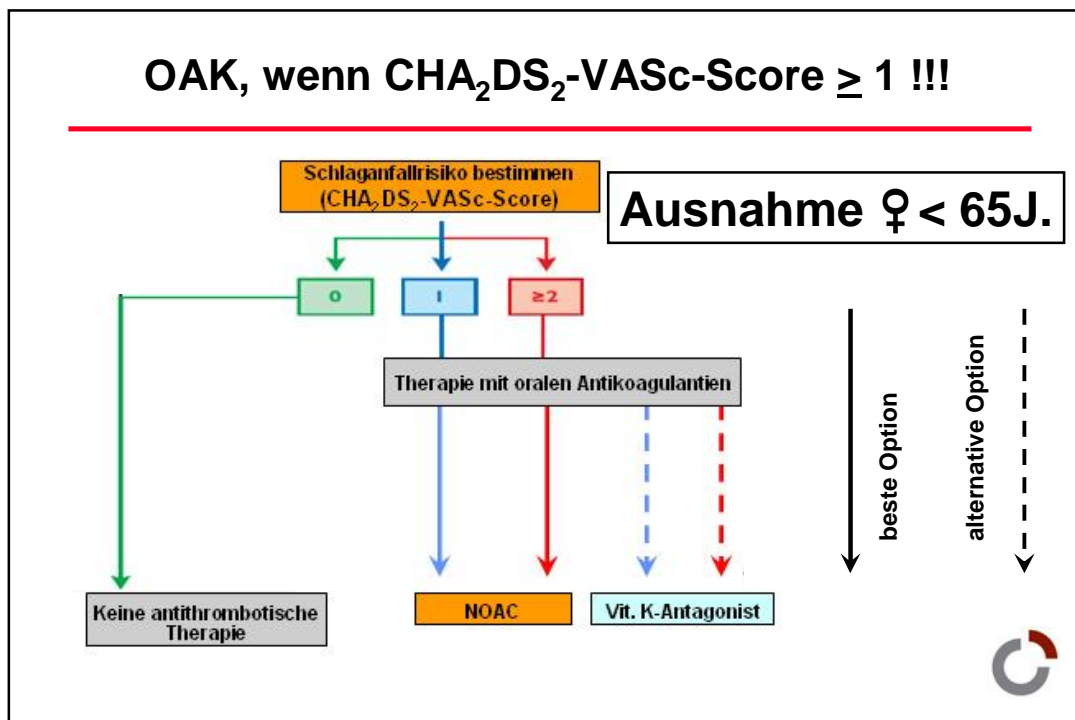 OAK, wenn CHA₂DS₂-VASc-Score ≥ 1 !!!
Schlaganfallrisiko bestimmen
(CHA₂DS₂-VASc-Score)
Ausnahme ♀ < 65J.
0
1
≥2
Therapie mit oralen Antikoagulantien
beste Option
alternative Option
Keine antithrombotische
Therapie
NOAC
Vit. K-Antagonist